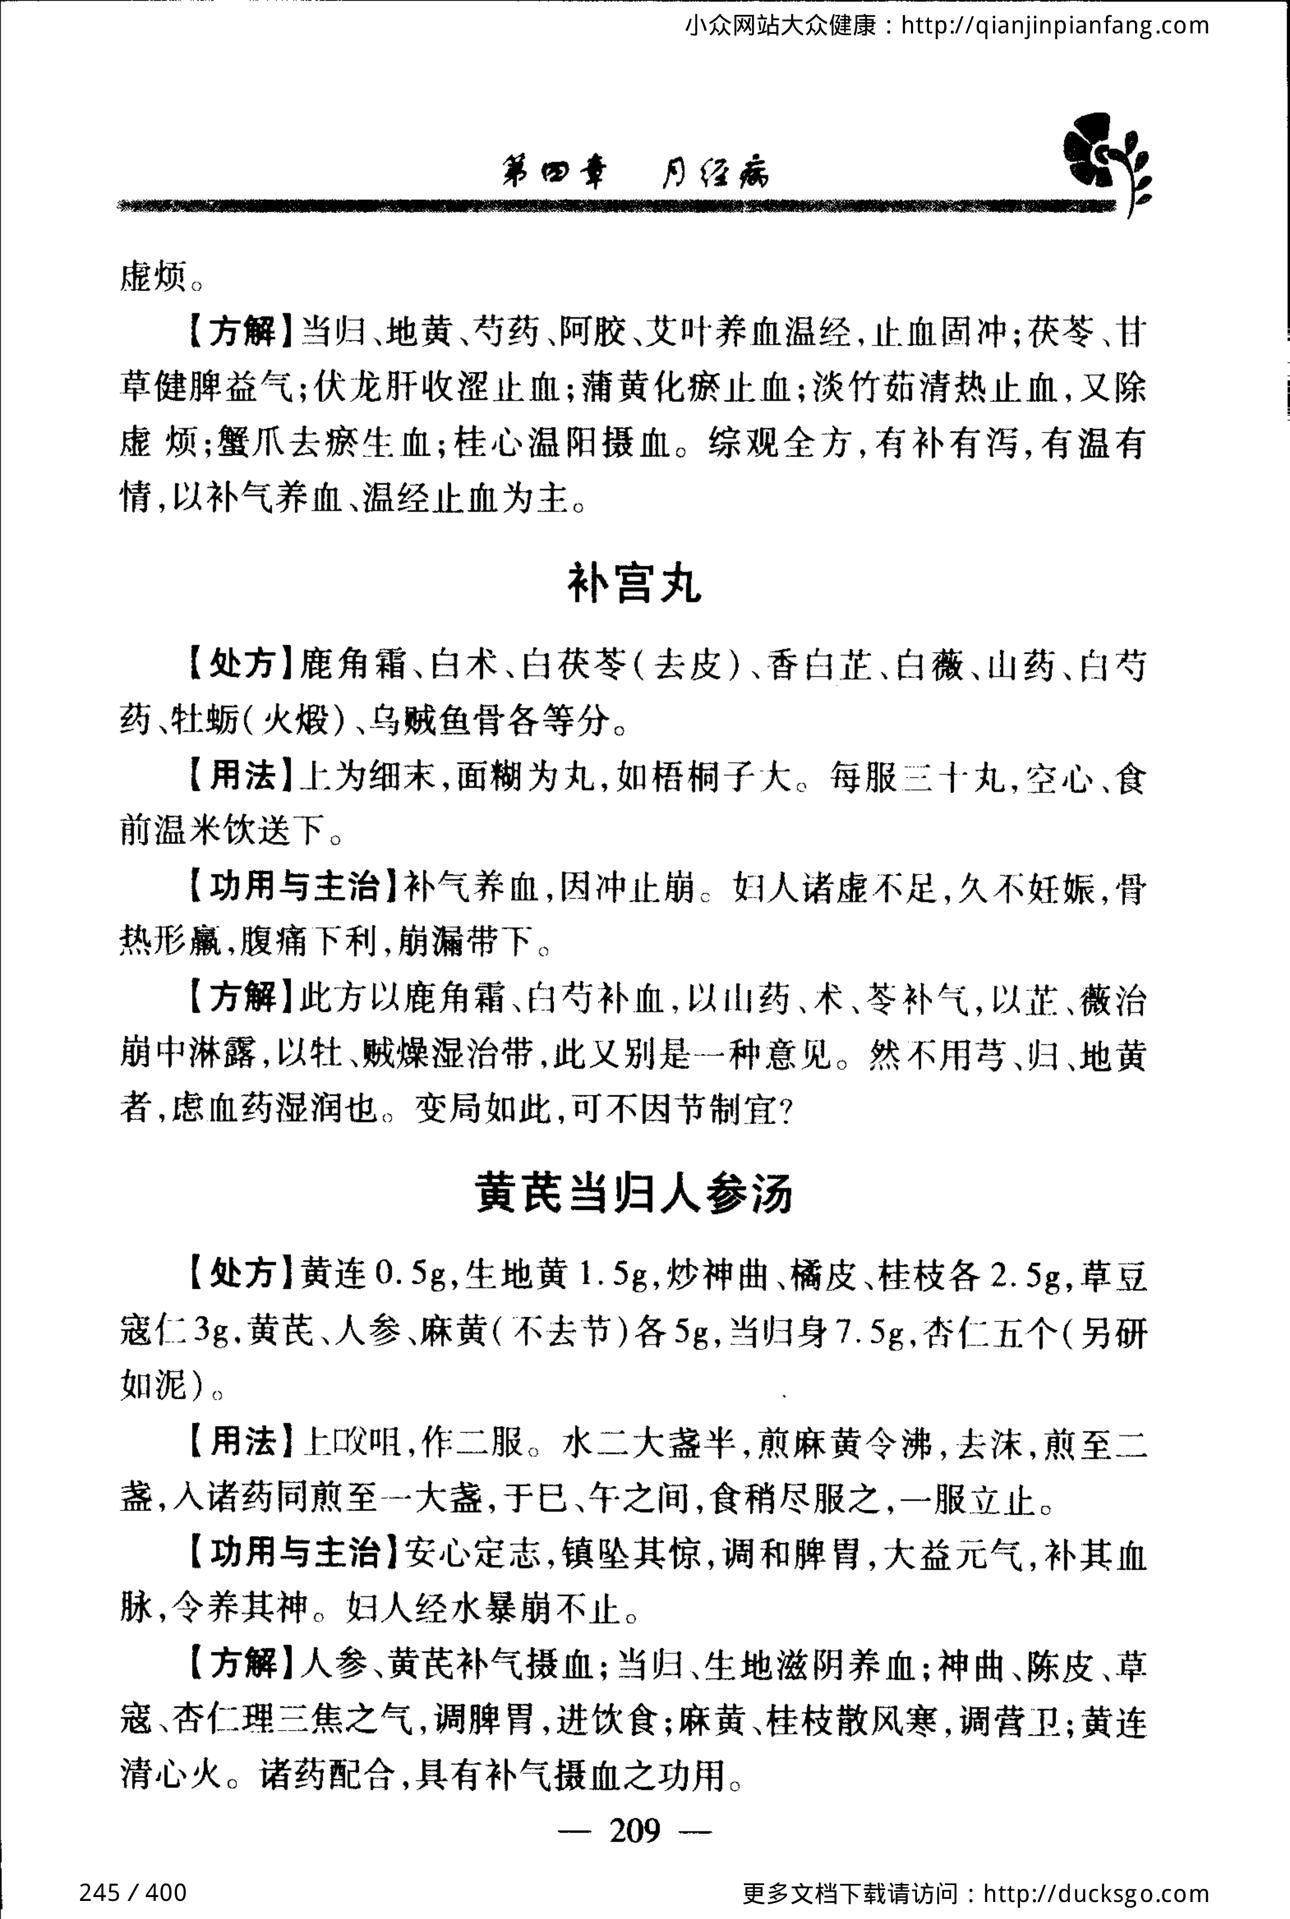 小众网站大众健康：http://qianjinpianfang.com
第四章 月经病
虚烦。
【方解】当归、地黄、芍药、阿胶、艾叶养血温经,止血固冲;茯苓、甘
草健脾益气;伏龙肝收涩止血;蒲黄化瘀止血;淡竹茹清热止血,又除
虚 烦;蟹爪去瘀生血;桂心温阳摄血。综观全方,有补有泻,有温有
情,以补气养血、温经止血为主。
补宫丸
【处方】鹿角霜、白术、白茯苓(去皮)、香白芷、白薇、山药、白芍
药、牡蛎(火煅)、乌贼鱼骨各等分。
【用法】上为细末,面糊为丸,如梧桐子大。每服三十丸,空心、食
前温米饮送下。
【功用与主治】补气养血,因冲止崩。妇人诸虚不足,久不妊娠,骨
热形羸,腹痛下利,崩漏带下。
【方解】此方以鹿角霜、白芍补血,以山药、术、苓补气,以芷、薇治
崩中淋露,以牡、贼燥湿治带,此又别是一种意见。然不用芎、归、地黄
者,虑血药湿润也。变局如此,可不因节制宜?
黄芪当归人参汤
【处方】黄连0.5g,生地黄1.5g,炒神曲、橘皮、桂枝各2.5g,草豆
寇仁3g,黄芪、人参、麻黄(不去节)各5g,当归身7.5g,杏仁五个(另研
如泥)。
【用法】上㕮咀,作二服。水二大盏半,煎麻黄令沸,去沫,煎至二
盏,入诸药同煎至一大盏,于巳、午之间,食稍尽服之,一服立止。
【功用与主治】安心定志,镇坠其惊,调和脾胃,大益元气,补其血
脉,令养其神。妇人经水暴崩不止。
【方解】人参、黄芪补气摄血;当归、生地滋阴养血;神曲、陈皮、草
寇、杏仁理三焦之气,调脾胃,进饮食;麻黄、桂枝散风寒,调营卫;黄连
清心火。诸药配合,具有补气摄血之功用。
— 209 —
245 / 400
更多文档下载请访问：http://ducksgo.com